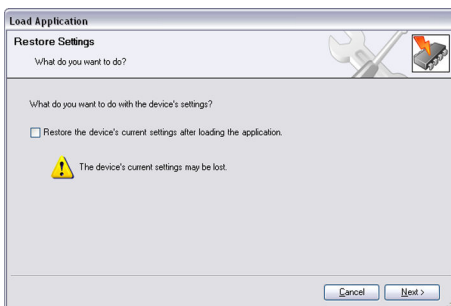 Load Application
Restore Settings
What do you want to do?
What do you want to do with the device's settings?
Restore the device's current settings after loading the application.
The device's current settings may be lost.
Cancel
Next >